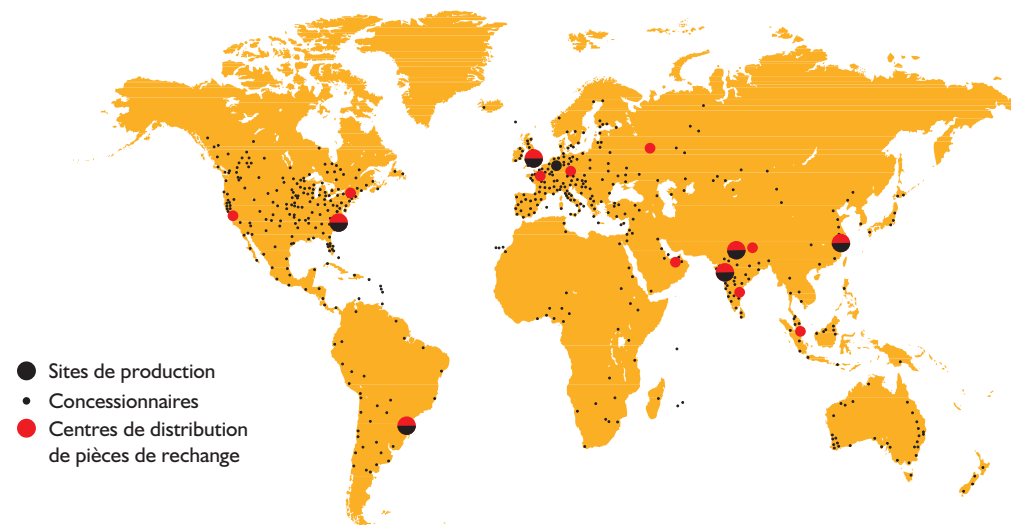 Sites de production
Concessionnaires
Centres de distribution
de pièces de rechange